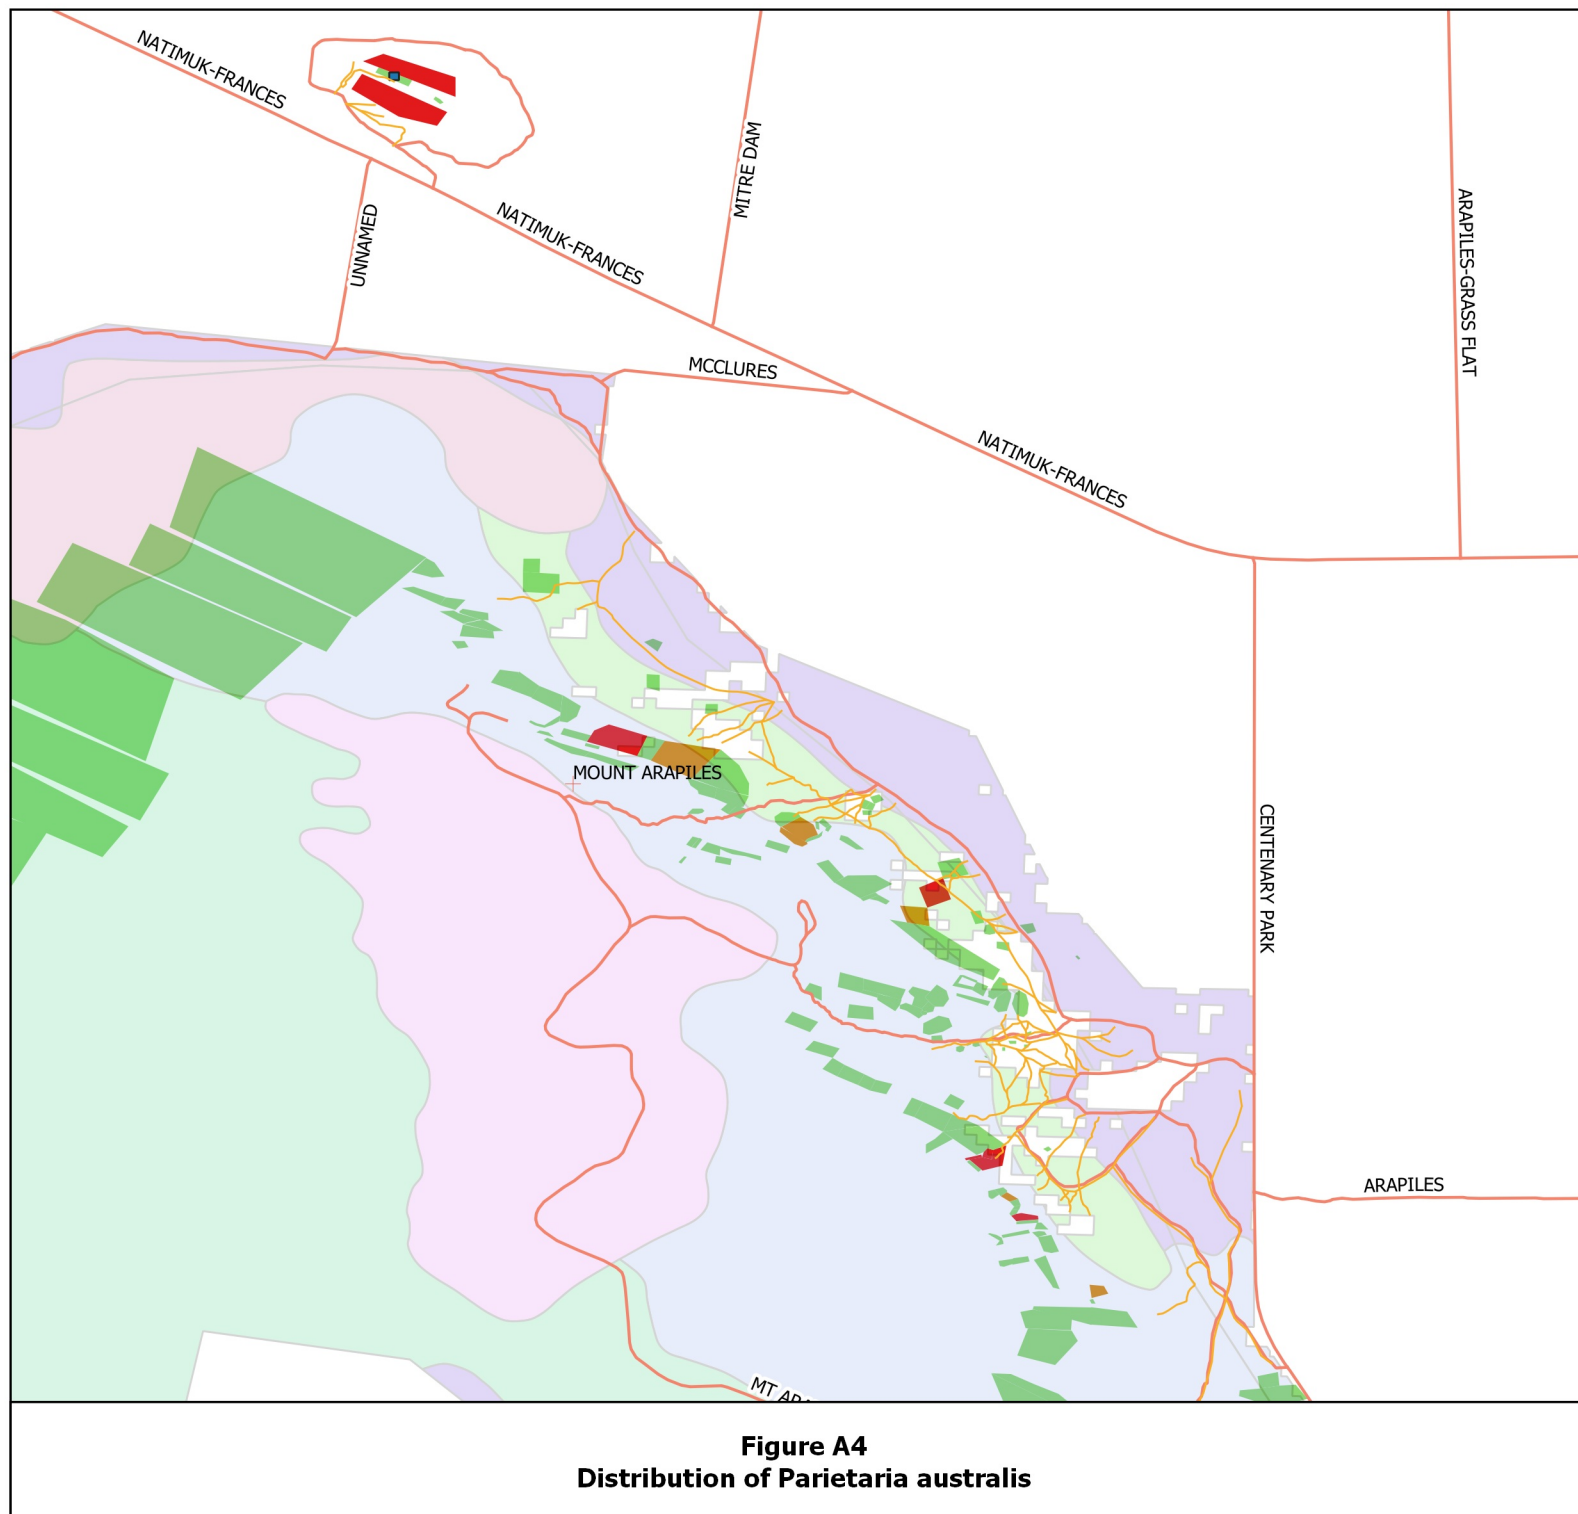 NATIMUK-FRANCES
MITRE DAM
UNNAMED
NATIMUK-FRANCES
ARAPILES-GRASS FLAT
MCCLURES
NATIMUK-FRANCES
MOUNT ARAPILES
CENTENARY PARK
ARAPILES
MT
Figure A4
Distribution of Parietaria australis